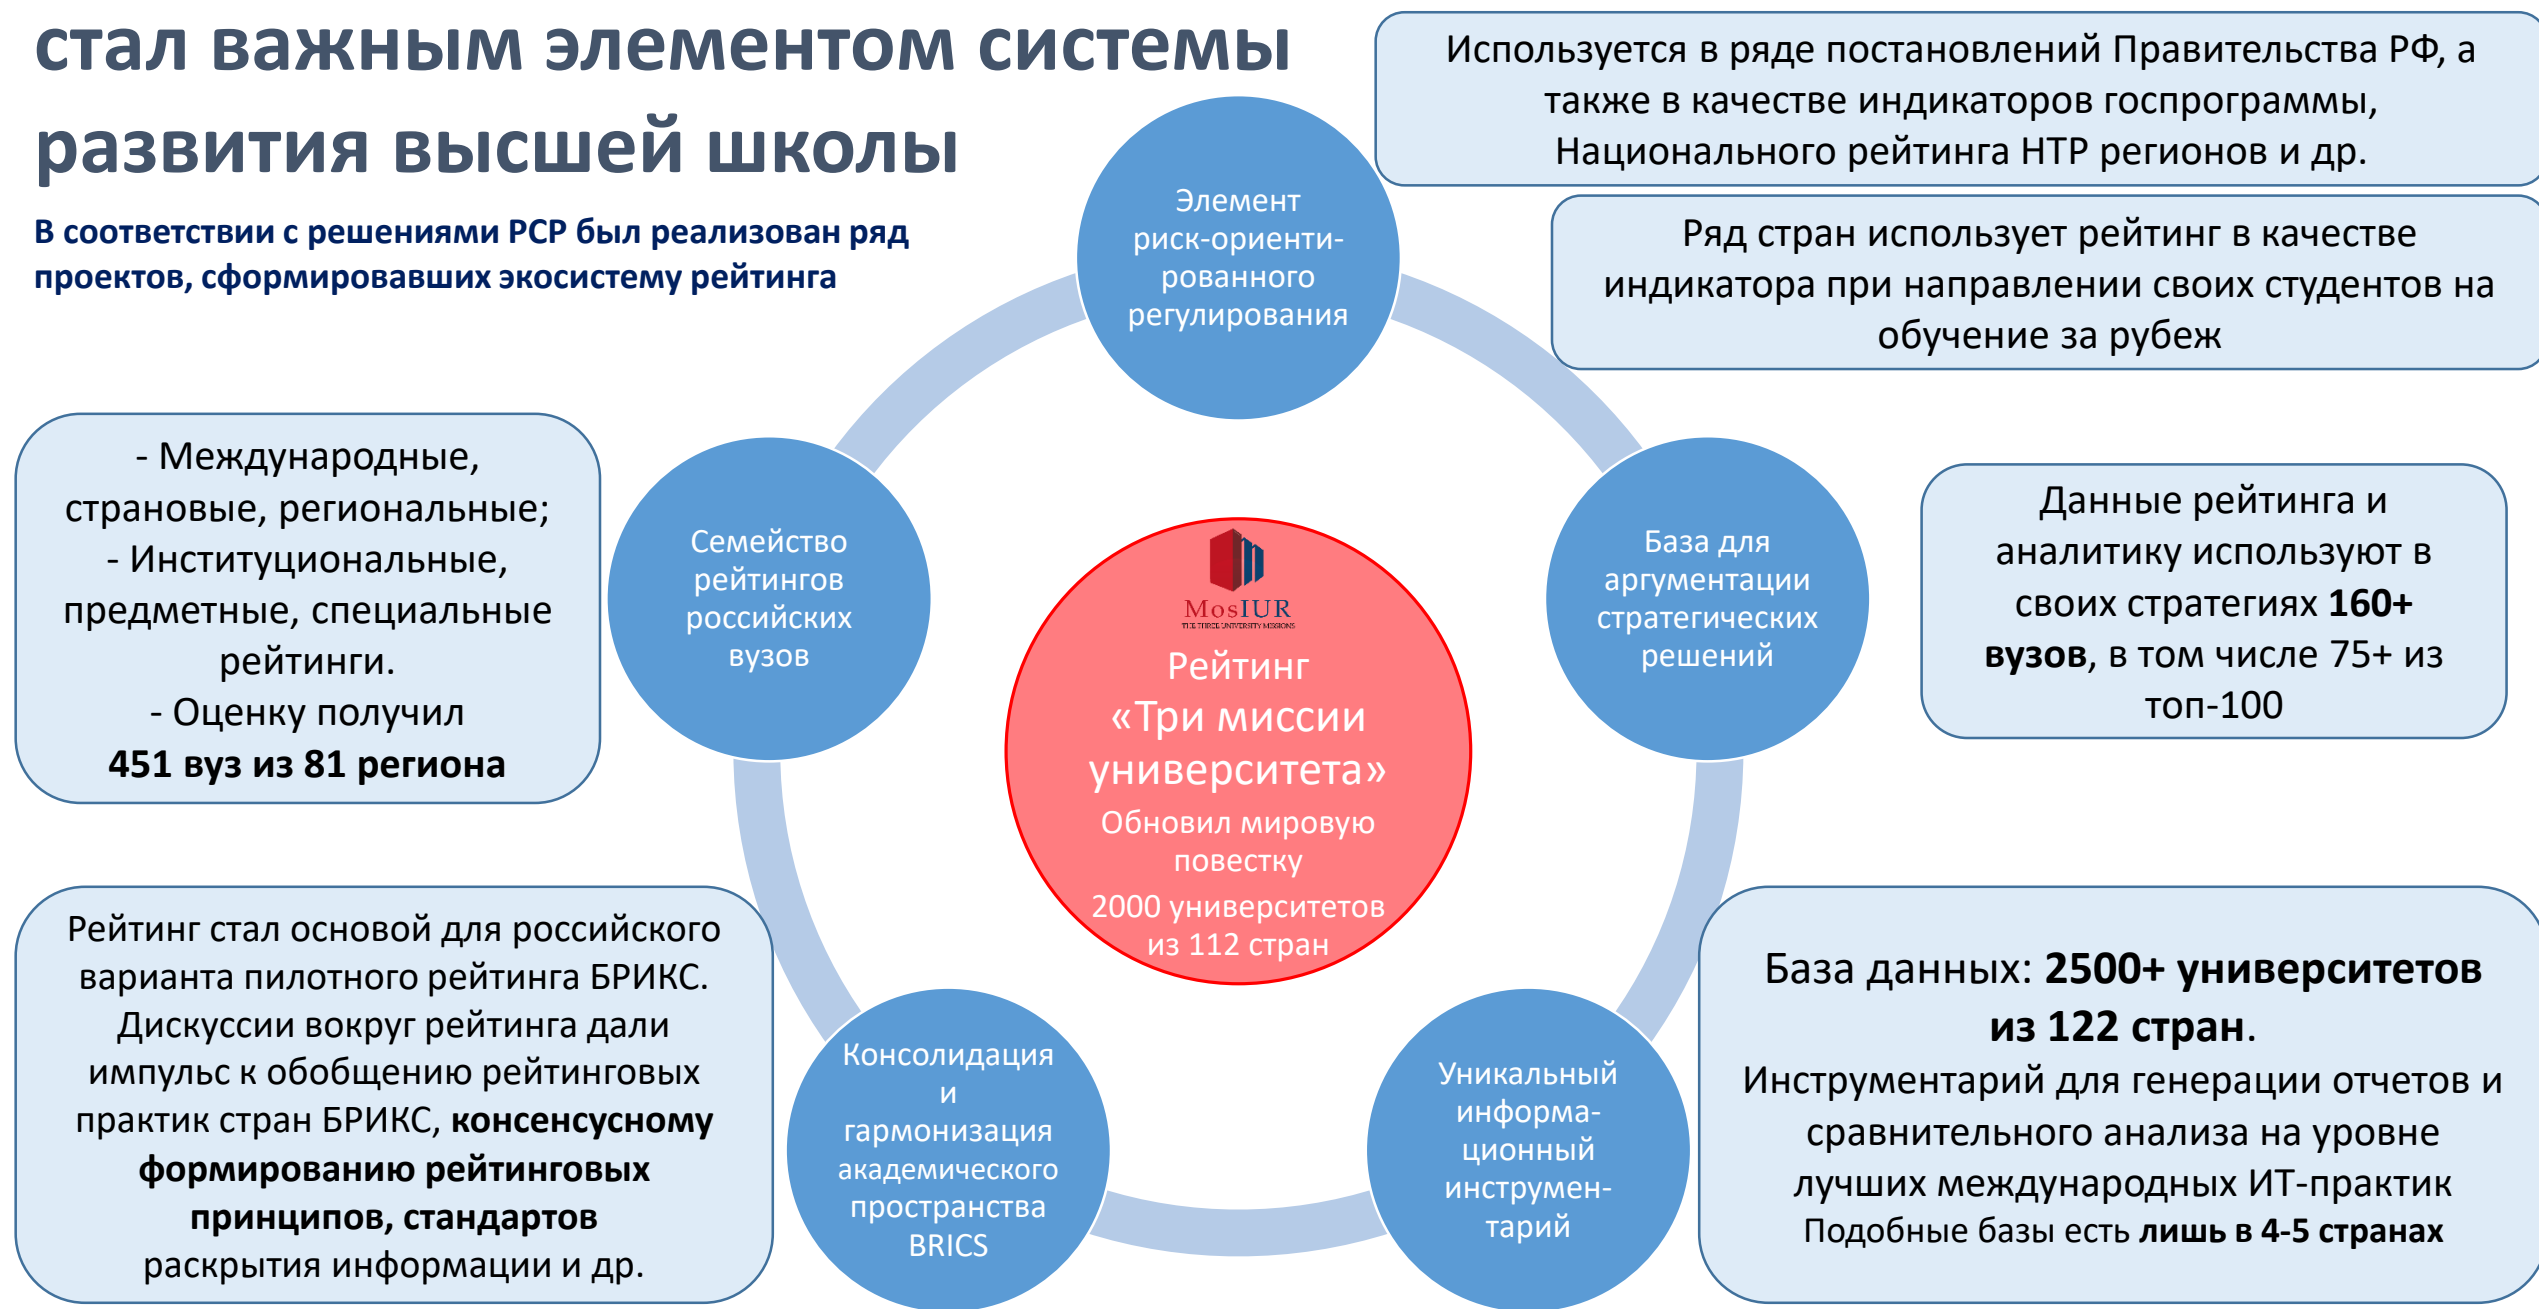 стал важным элементом системы
развития высшей школы
В соответствии с решениями РСР был реализован ряд
проектов, сформировавших экосистему рейтинга
Используется в ряде постановлений Правительства РФ, а
также в качестве индикаторов госпрограммы,
Национального рейтинга НТР регионов и др.
Ряд стран использует рейтинг в качестве
индикатора при направлении своих студентов на
обучение за рубеж
Элемент
риск-ориенти-
рованного
регулирования
- Международные,
страновые, региональные;
- Институциональные,
предметные, специальные
рейтинги.
- Оценку получил
451 вуз из 81 региона
Семейство
рейтингов
российских
вузов
MosIUR
THE THREE UNIVERSITY MISSIONS
Рейтинг
«Три миссии
университета»
Обновил мировую
повестку
2000 университетов
из 112 стран
База для
аргументации
стратегических
решений
Данные рейтинга и
аналитику используют в
своих стратегиях 160+
вузов, в том числе 75+ из
топ-100
Рейтинг стал основой для российского
варианта пилотного рейтинга БРИКС.
Дискуссии вокруг рейтинга дали
импульс к обобщению рейтинговых
практик стран БРИКС, консенсусному
формированию рейтинговых
принципов, стандартов
раскрытия информации и др.
Консолидация
и
гармонизация
академического
пространства
BRICS
Уникальный
информа-
ционный
инструмен-
тарий
База данных: 2500+ университетов
из 122 стран.
Инструментарий для генерации отчетов и
сравнительного анализа на уровне
лучших международных ИТ-практик
Подобные базы есть лишь в 4-5 странах